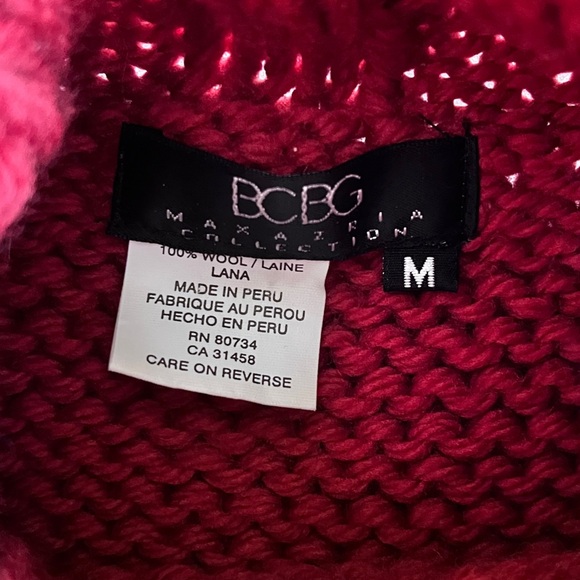 BCBG
MAXAZRIA
COLLECTION
M
100% WOOL / LAINE
LANA
MADE IN PERU
FABRIQUE AU PEROU
HECHO EN PERU
RN 80734
CA 31458
CARE ON REVERSE